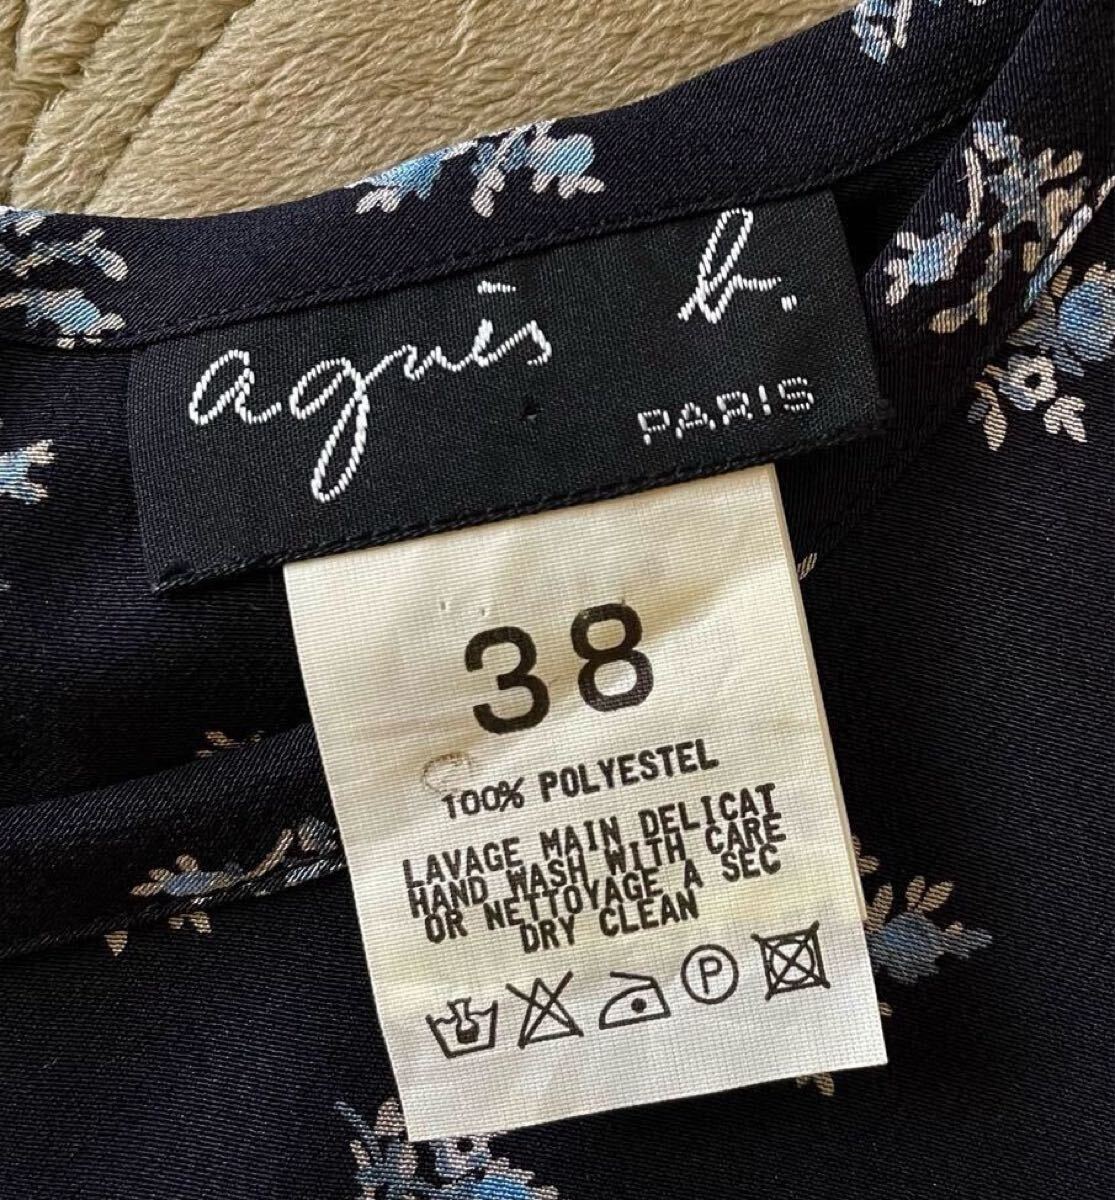 agnès b.
PARIS
38
100% POLYESTEL
LAVAGE MAIN DELICAT
HAND WASH WITH CARE
OR NETTOYAGE A SEC
DRY CLEAN
P